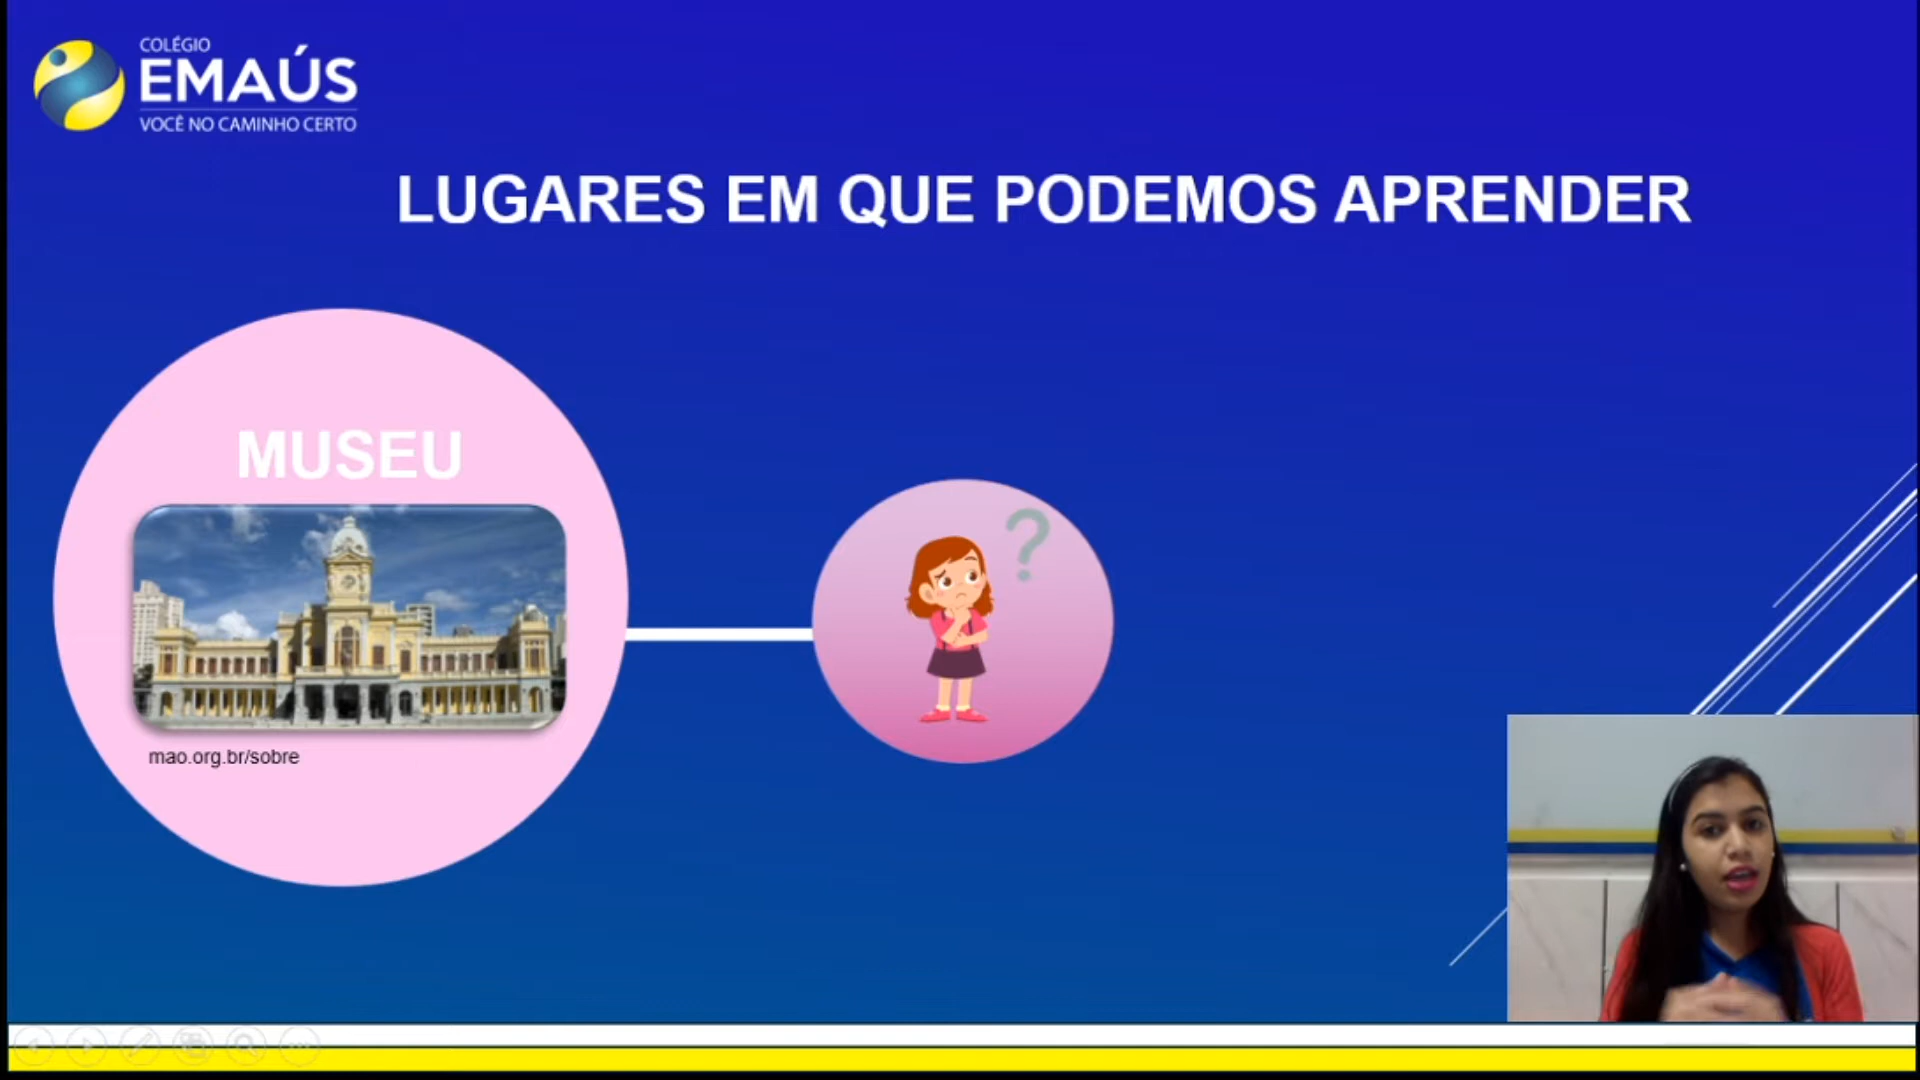 COLÉGIO
EMAÚS
VOCÊ NO CAMINHO CERTO
LUGARES EM QUE PODEMOS APRENDER
MUSEU
?
mao.org.br/sobre